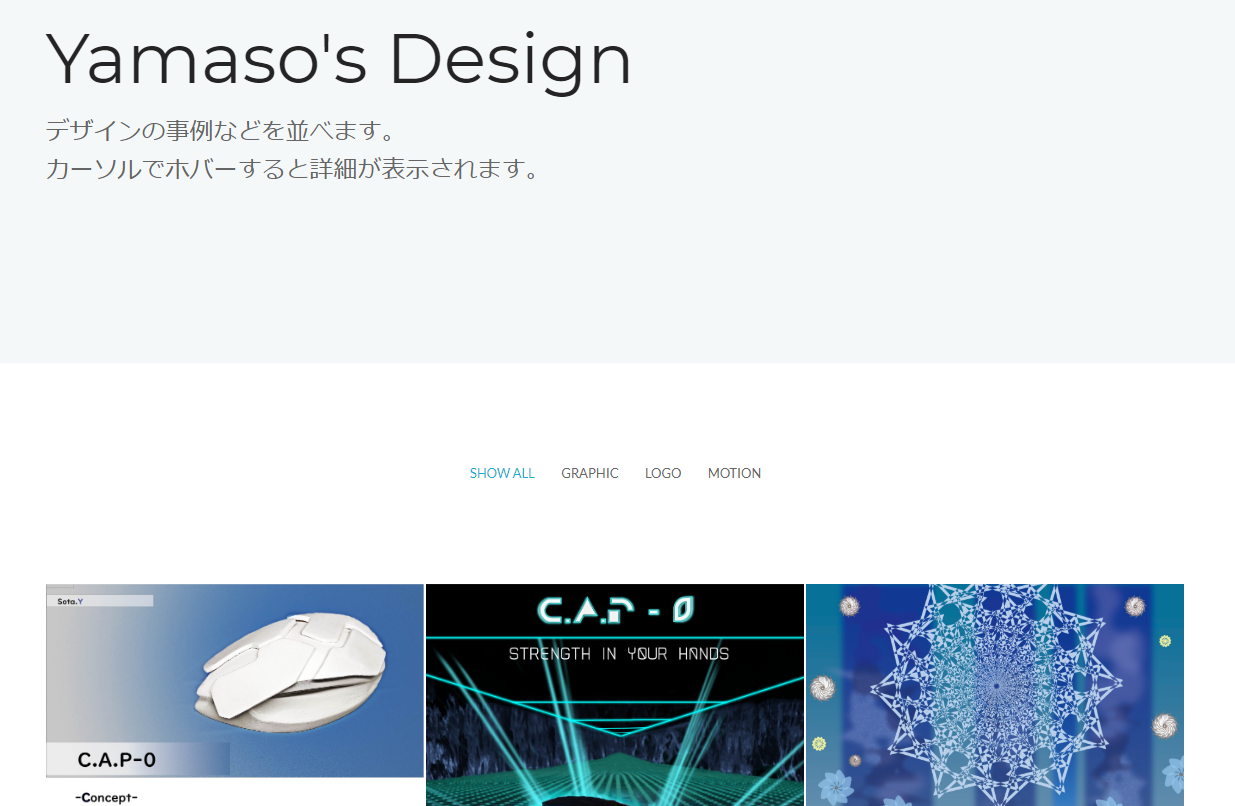 Yamaso's Design
デザインの事例などを並べます。
カーソルでホバーすると詳細が表示されます。
SHOW ALL GRAPHIC LOGO MOTION
Sota.Y
C.A.P-0
-Concept-
C.A.P - 0
STRENGTH IN YOUR HANDS